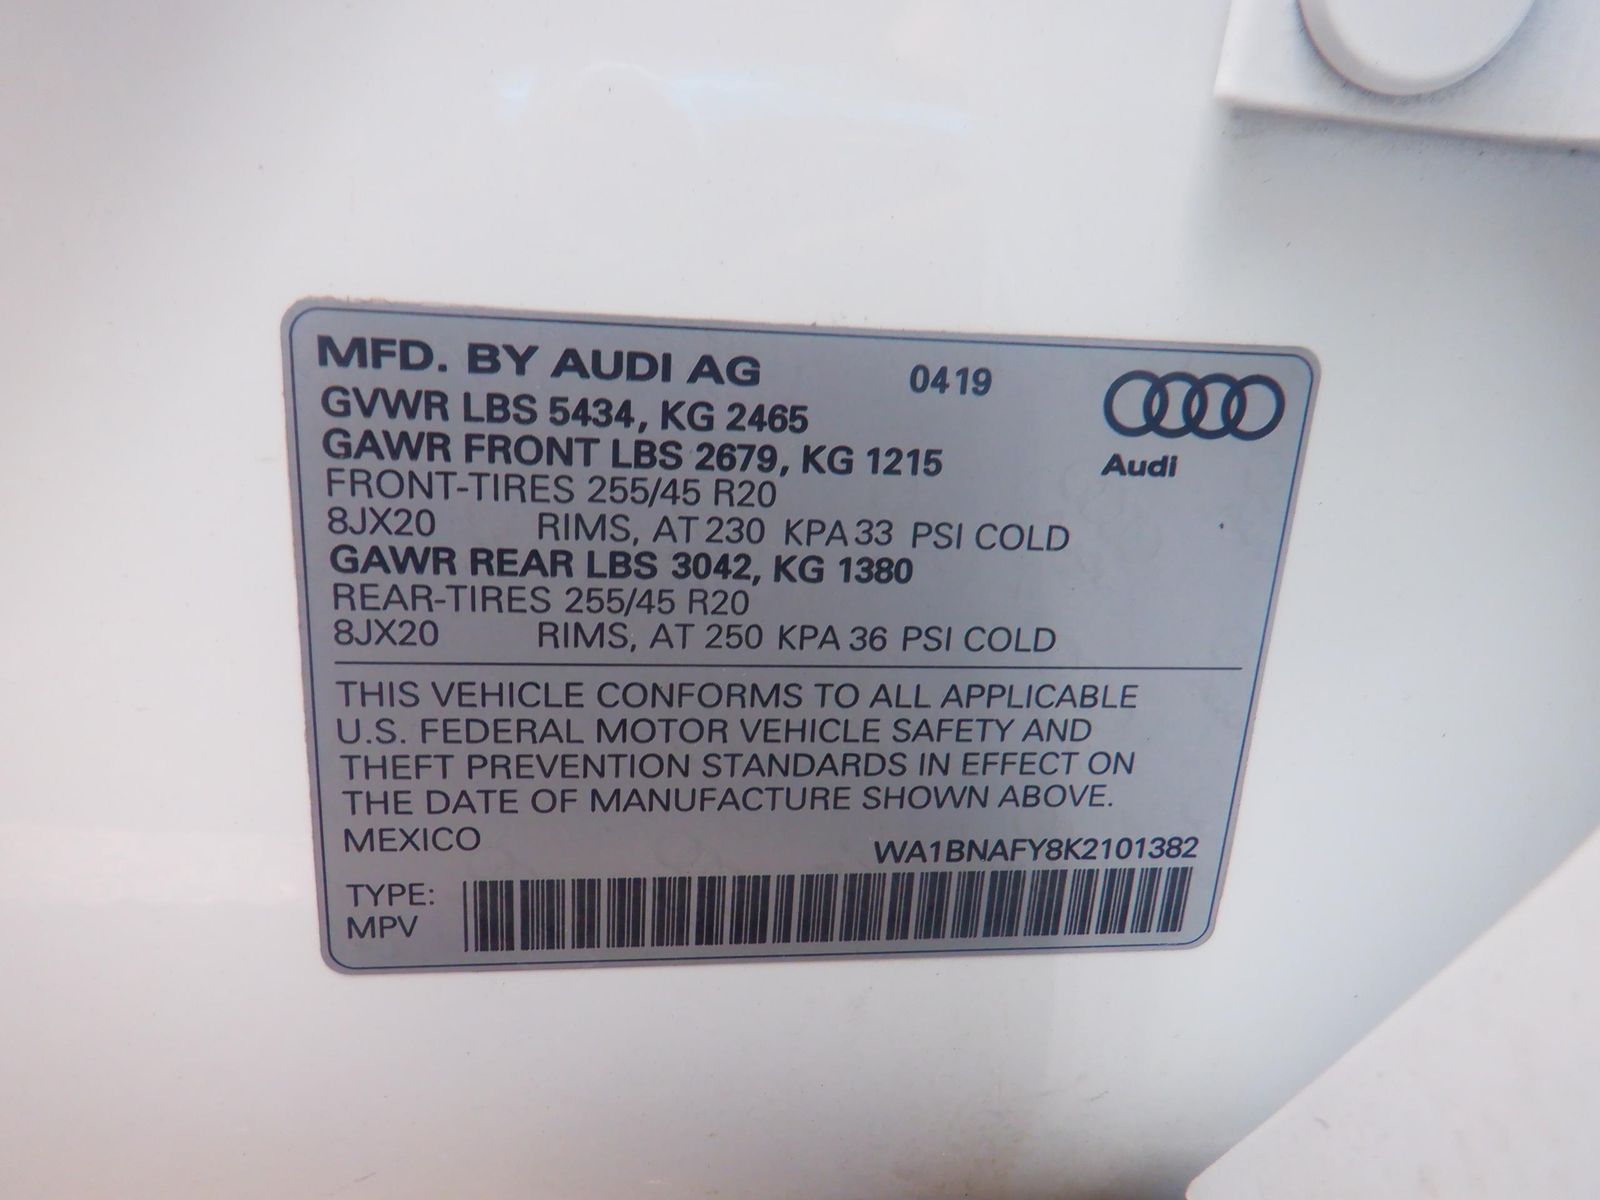 MFD. BY AUDI AG 0419
GVWR LBS 5434, KG 2465
GAWR FRONT LBS 2679, KG 1215
Audi
FRONT-TIRES 255/45 R20
8JX20 RIMS, AT 230 KPA 33 PSI COLD
GAWR REAR LBS 3042, KG 1380
REAR-TIRES 255/45 R20
8JX20 RIMS, AT 250 KPA 36 PSI COLD
THIS VEHICLE CONFORMS TO ALL APPLICABLE
U.S. FEDERAL MOTOR VEHICLE SAFETY AND
THEFT PREVENTION STANDARDS IN EFFECT ON
THE DATE OF MANUFACTURE SHOWN ABOVE.
MEXICO WA1BNAFY8K2101382
TYPE:
MPV